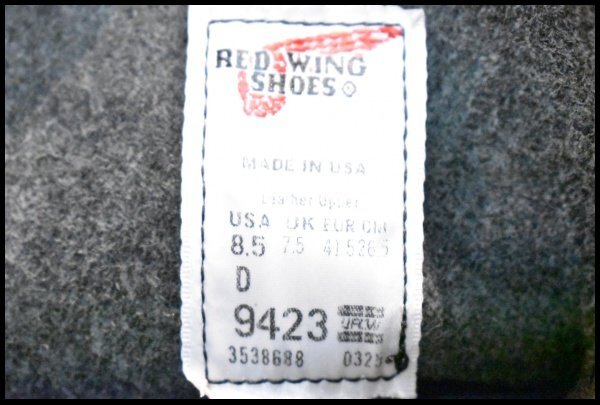 RED WING
SHOES
MADE IN USA
Leather Upper
USA UK EUR CM
8.5 7.5 41.5 26.5
D
9423 UFCW
3538688